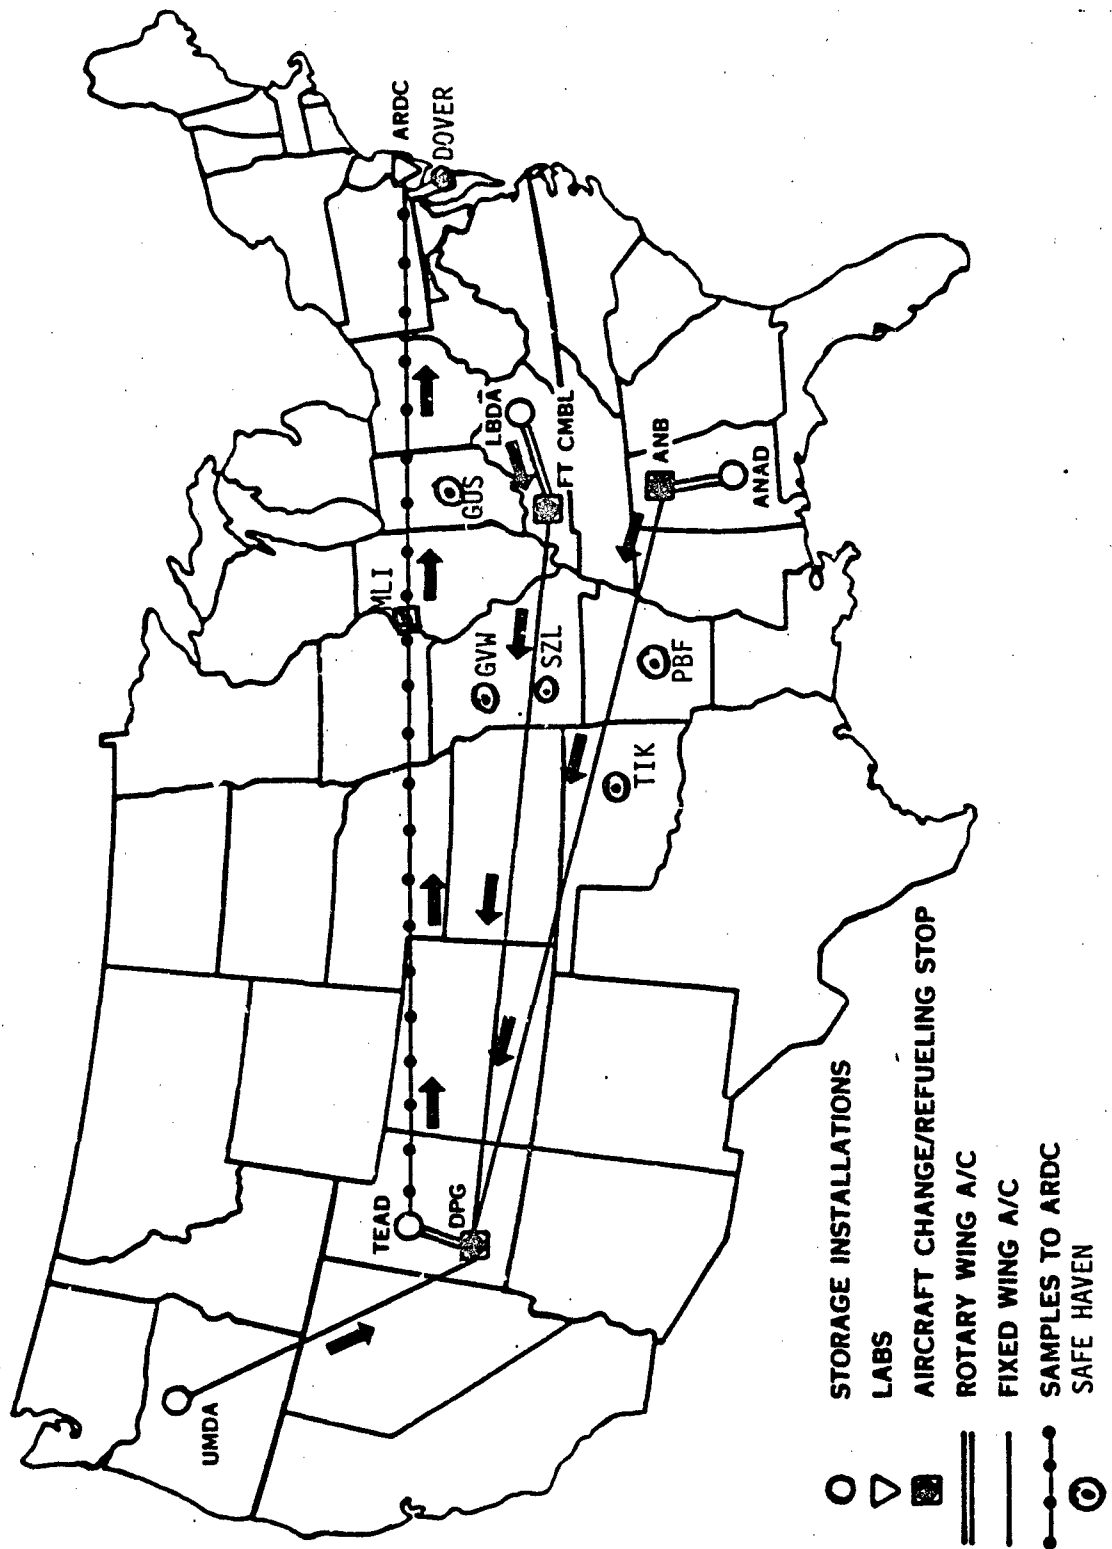 UMDA
TEAD
DPG
MLI
GVW
SZL
GUS
LBDA
FT CMBL
ANB
ANAD
PBF
TIK
ARDC
DOVER
STORAGE INSTALLATIONS
LABS
AIRCRAFT CHANGE/REFUELING STOP
ROTARY WING A/C
FIXED WING A/C
SAMPLES TO ARDC
SAFE HAVEN